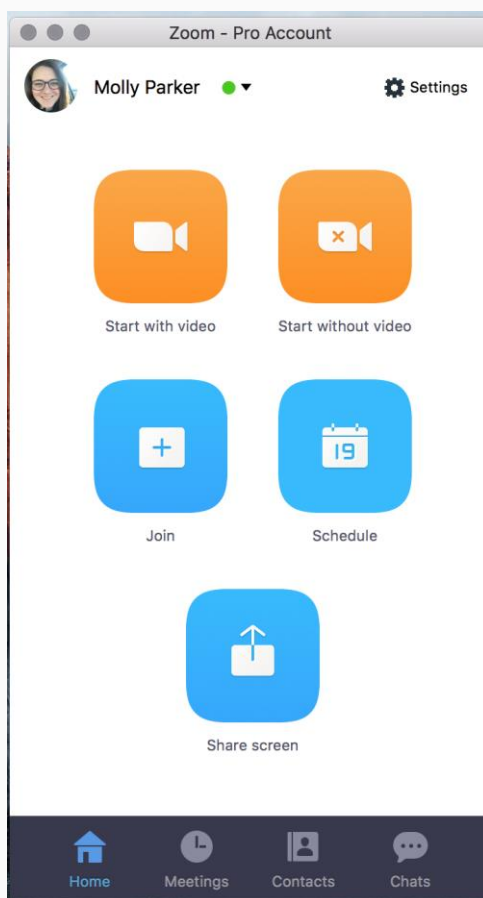 Zoom - Pro Account
Molly Parker
Settings
Start with video
Start without video
Join
19
Schedule
Share screen
Home
Meetings
Contacts
Chats